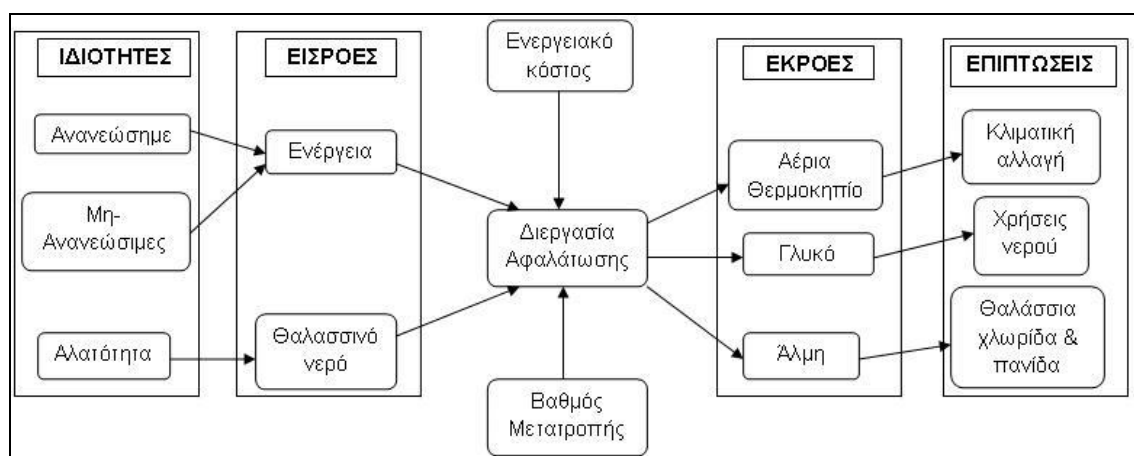 ΙΔΙΟΤΗΤΕΣ
Ανανεώσημε
Μη-
Ανανεώσιμες
Αλατότητα
ΕΙΣΡΟΕΣ
Ενέργεια
Θαλασσινό
νερό
Ενεργειακό
κόστος
Διεργασία
Αφαλάτωσης
Βαθμός
Μετατροπής
ΕΚΡΟΕΣ
Αέρια
Θερμοκηπίο
Γλυκό
Άλμη
ΕΠΙΠΤΩΣΕΙΣ
Κλιματική
αλλαγή
Χρήσεις
νερού
Θαλάσσια
χλωρίδα &
πανίδα